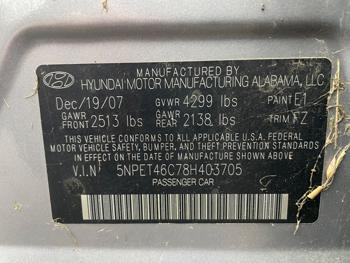 MANUFACTURED BY
HYUNDAI MOTOR MANUFACTURING ALABAMA, LLC
Dec/19/07 GVWR 4299 lbs PAINT E1
GAWR FRONT 2513 lbs GAWR REAR 2138 lbs TRIM FZ
THIS VEHICLE CONFORMS TO ALL APPLICABLE U.S.A. FEDERAL
MOTOR VEHICLE SAFETY, BUMPER, AND THEFT PREVENTION STANDARDS
IN EFFECT ON THE DATE OF MANUFACTURE SHOWN ABOVE.
V.I.N 5NPET46C78H403705
PASSENGER CAR